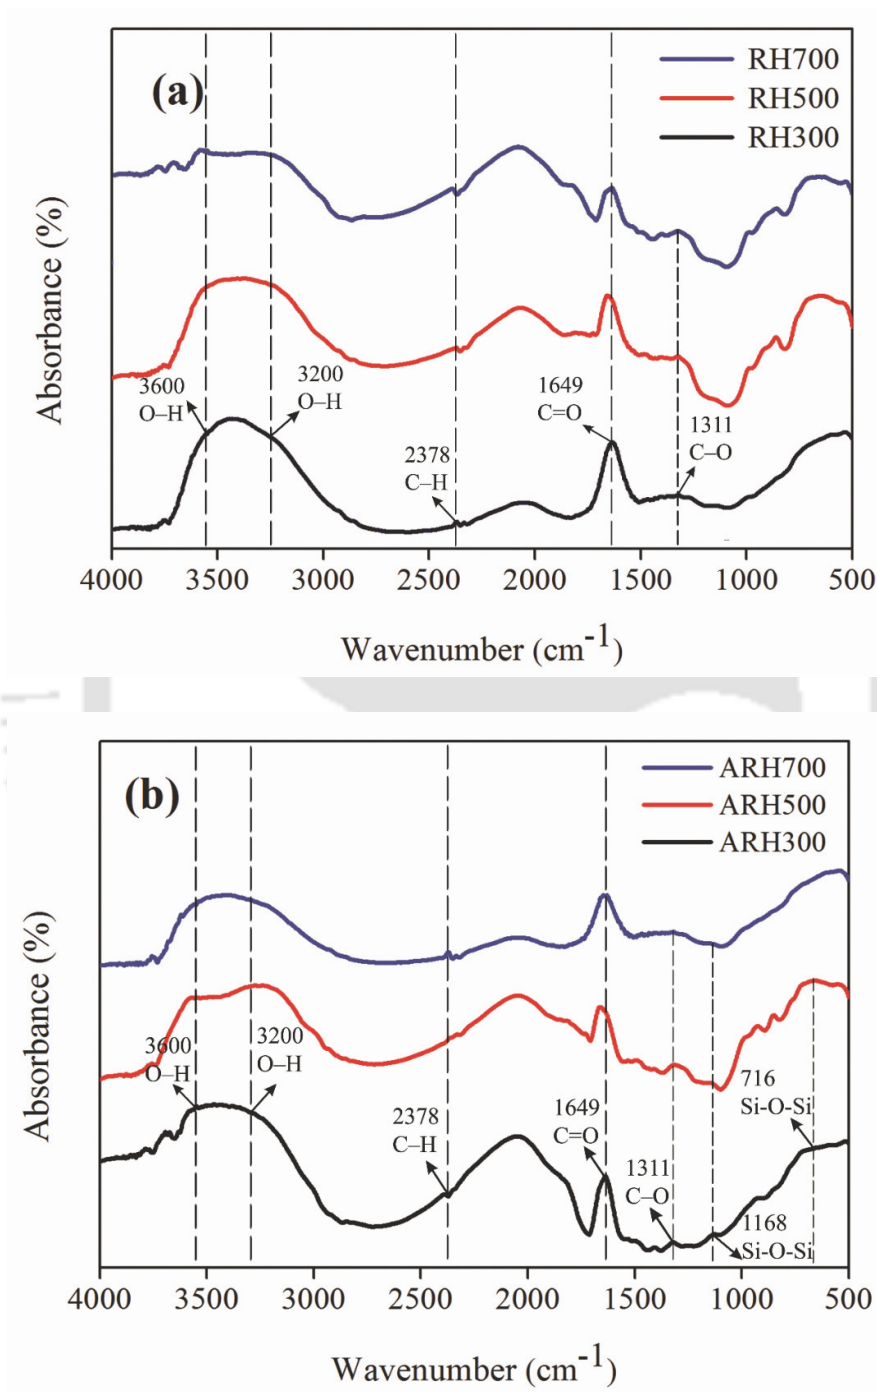 (a)
RH700
RH500
RH300
Absorbance (%)
3600
O–H
3200
O–H
2378
C–H
1649
C=O
1311
C–O
4000 3500 3000 2500 2000 1500 1000 500
Wavenumber (cm⁻¹)
(b)
ARH700
ARH500
ARH300
Absorbance (%)
3600
O–H
3200
O–H
2378
C–H
1649
C=O
1311
C–O
716
Si-O-Si
1168
Si-O-Si
4000 3500 3000 2500 2000 1500 1000 500
Wavenumber (cm⁻¹)